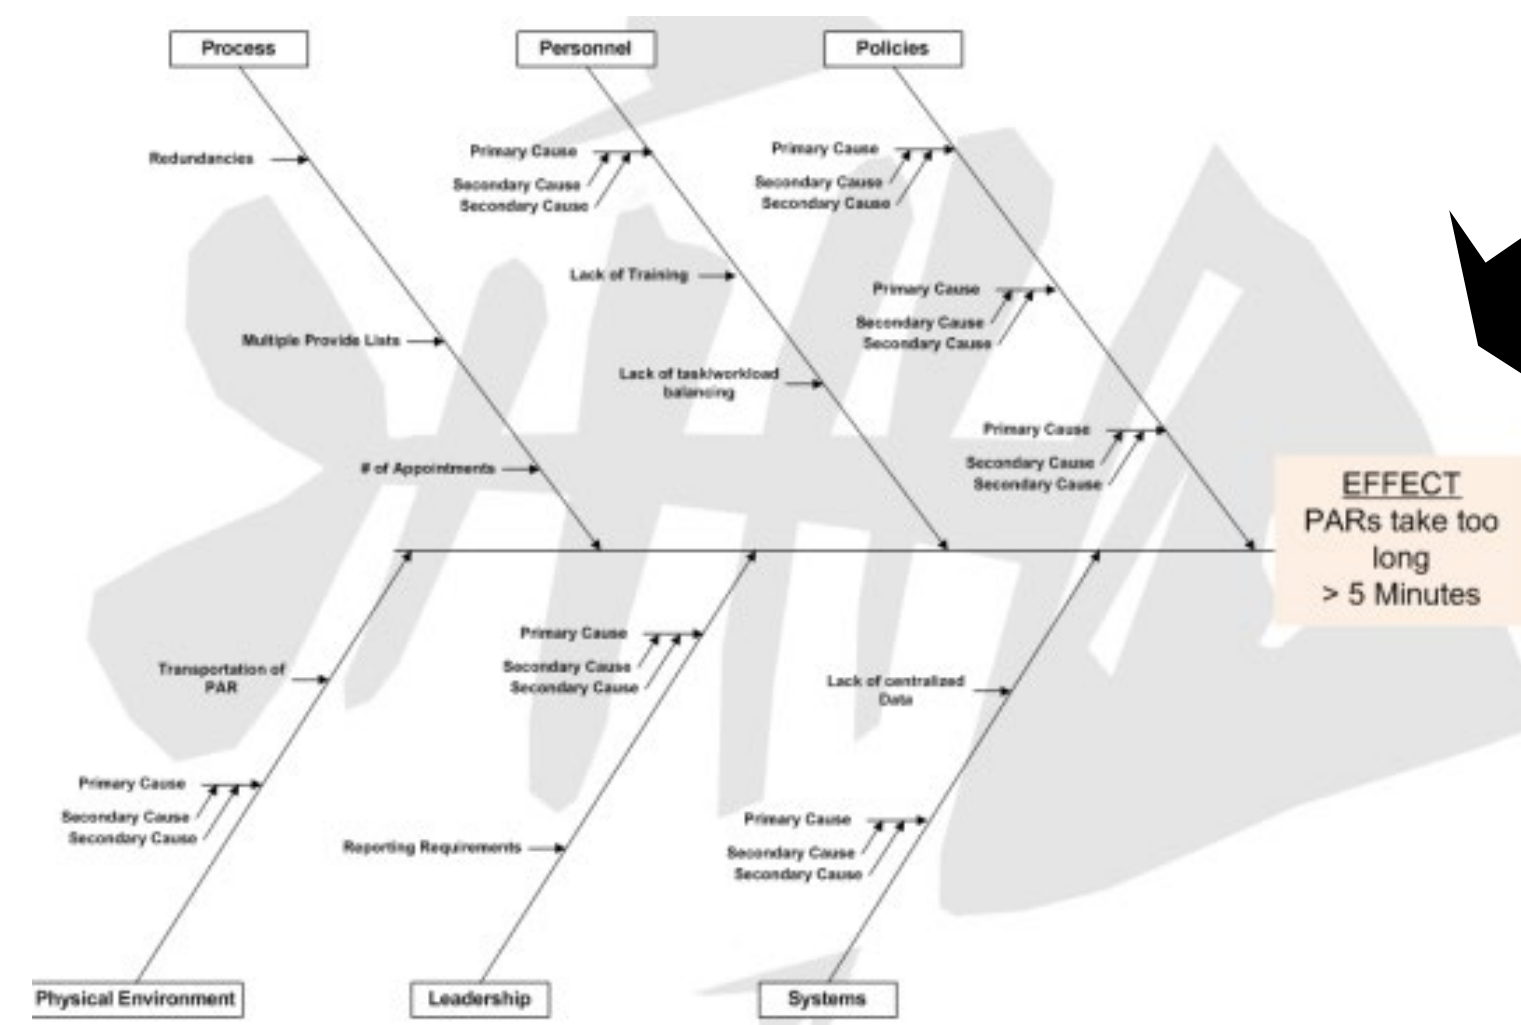 Process
Personnel
Policies
Redundancies
Primary Cause
Secondary Cause
Secondary Cause
Primary Cause
Secondary Cause
Secondary Cause
Lack of Training
Primary Cause
Secondary Cause
Secondary Cause
Multiple Provide Lists
Lack of task/workload
balancing
Primary Cause
Secondary Cause
Secondary Cause
# of Appointments
EFFECT
PARs take too
long
> 5 Minutes
Transportation of
PAR
Primary Cause
Secondary Cause
Secondary Cause
Lack of centralized
Data
Primary Cause
Secondary Cause
Secondary Cause
Reporting Requirements
Primary Cause
Secondary Cause
Secondary Cause
Physical Environment
Leadership
Systems